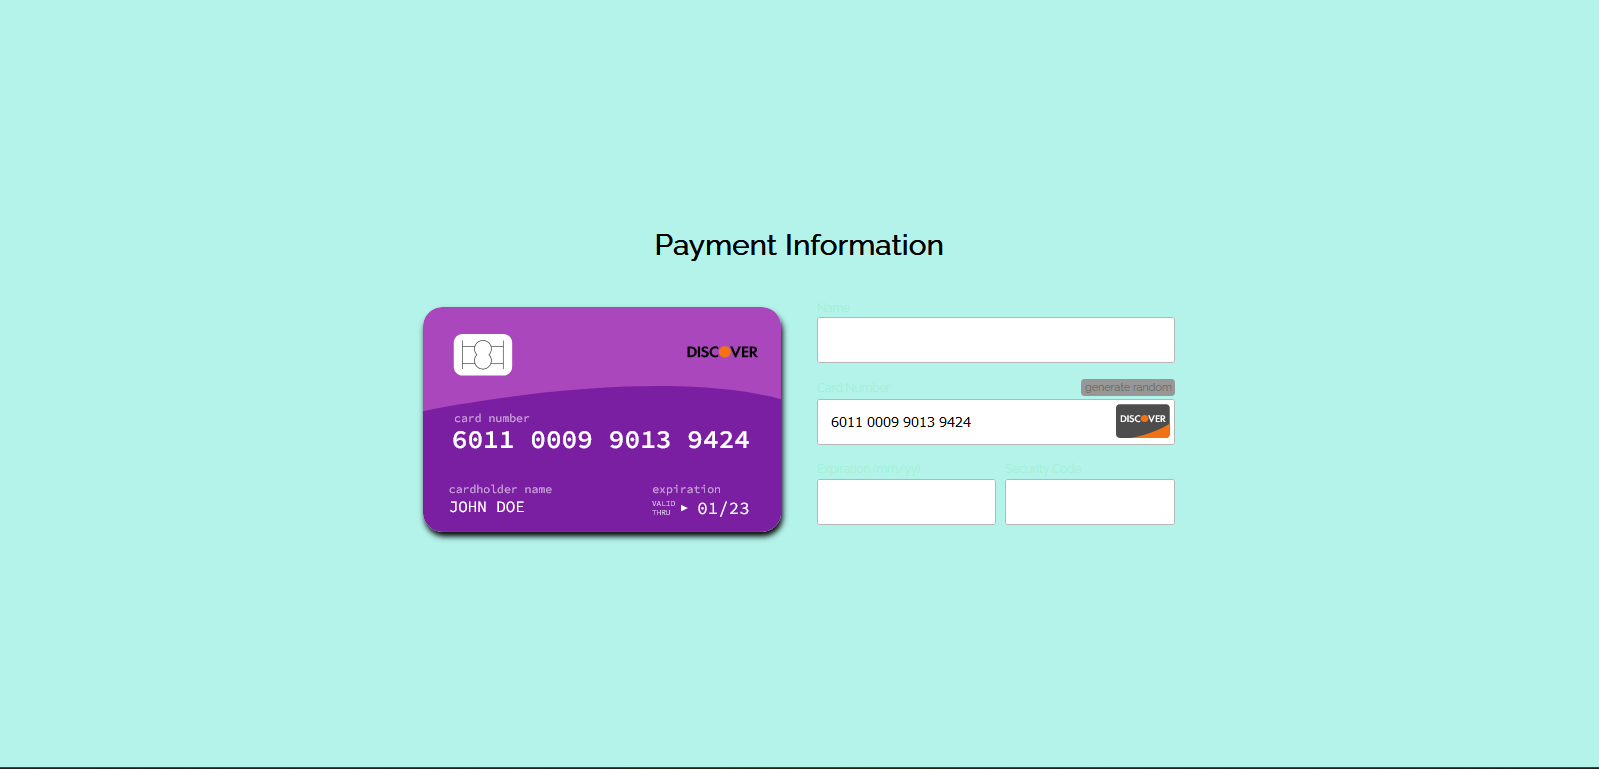 Payment Information
Name
DISCOVER
card number
6011 0009 9013 9424
cardholder name
JOHN DOE
expiration
VALID
THRU
01/23
Card Number
generate random
6011 0009 9013 9424
DISCOVER
Expiration (mm/yy)
Security Code